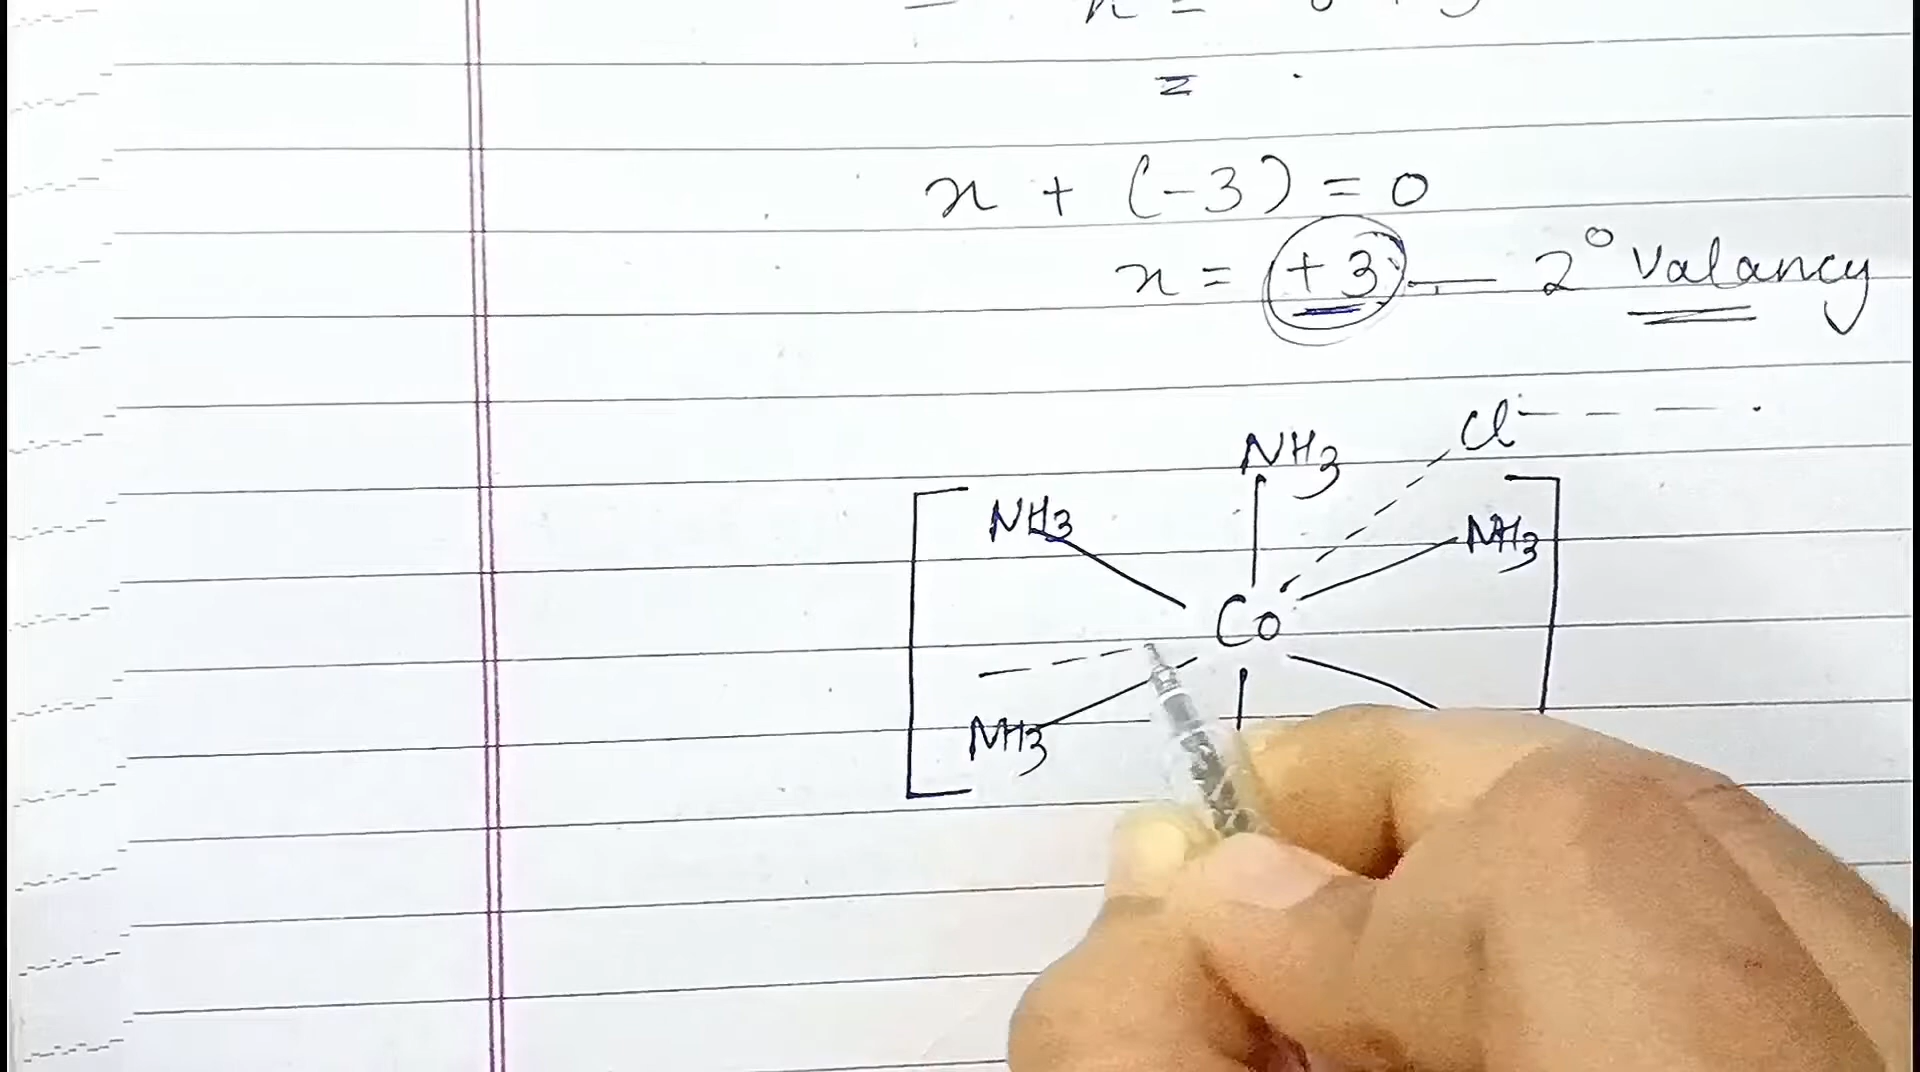 x + (-3) = 0
x = +3 — 2° valancy
Cl
NH3
NH3
NH3
Co
NH3